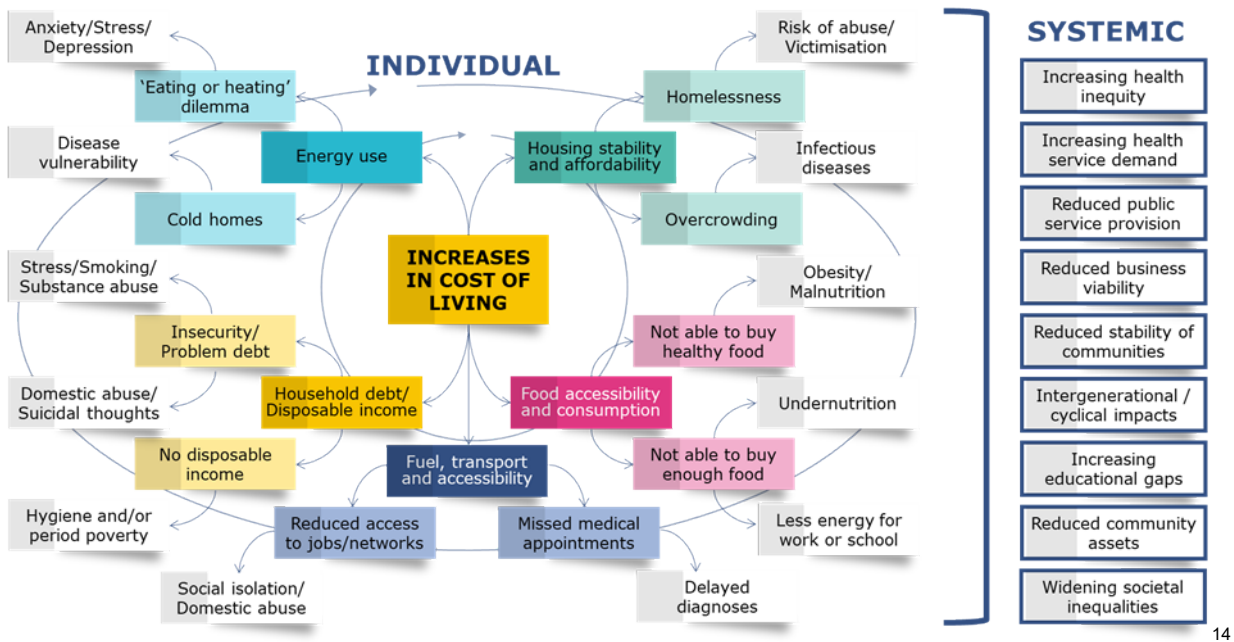 INDIVIDUAL
Anxiety/Stress/
Depression
'Eating or heating'
dilemma
Disease
vulnerability
Energy use
Cold homes
Risk of abuse/
Victimisation
Homelessness
Housing stability
and affordability
Infectious
diseases
Overcrowding
INCREASES
IN COST OF
LIVING
Stress/Smoking/
Substance abuse
Insecurity/
Problem debt
Domestic abuse/
Suicidal thoughts
Household debt/
Disposable income
No disposable
income
Hygiene and/or
period poverty
Obesity/
Malnutrition
Not able to buy
healthy food
Food accessibility
and consumption
Undernutrition
Not able to buy
enough food
Less energy for
work or school
Fuel, transport
and accessibility
Reduced access
to jobs/networks
Missed medical
appointments
Social isolation/
Domestic abuse
Delayed
diagnoses
SYSTEMIC
Increasing health
inequity
Increasing health
service demand
Reduced public
service provision
Reduced business
viability
Reduced stability of
communities
Intergenerational /
cyclical impacts
Increasing
educational gaps
Reduced community
assets
Widening societal
inequalities
14